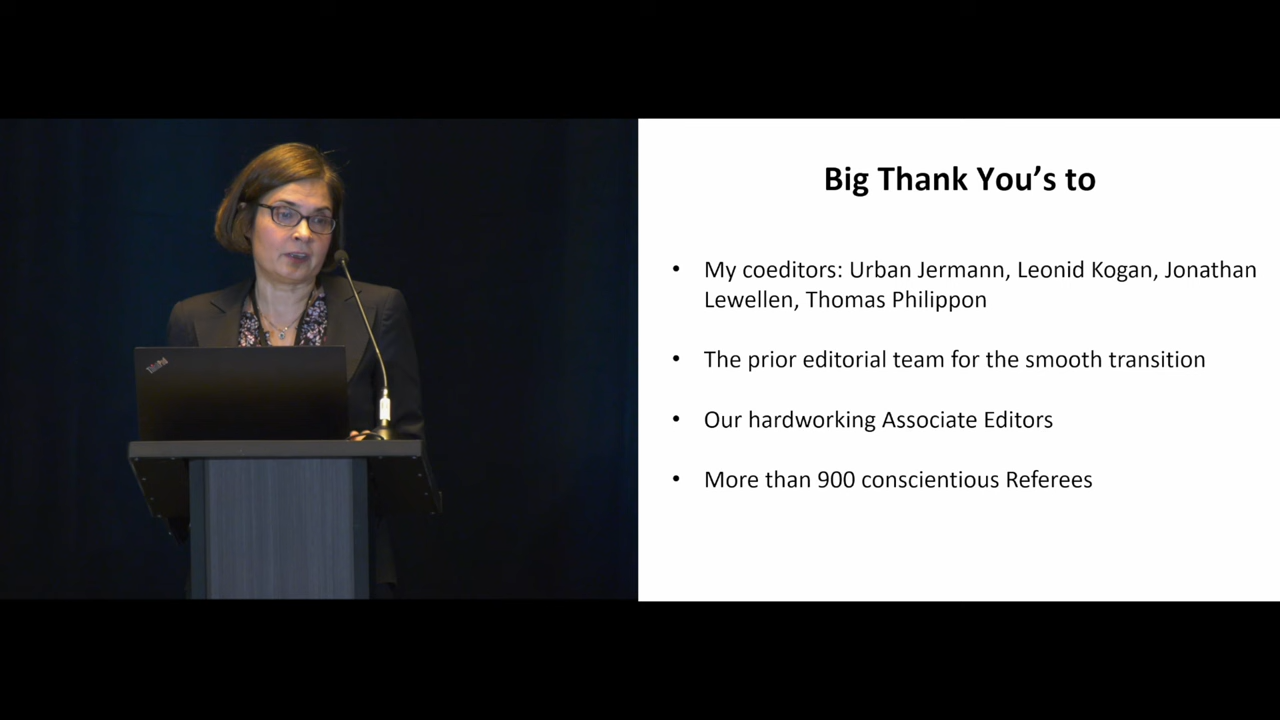 Big Thank You's to
• My coeditors: Urban Jermann, Leonid Kogan, Jonathan
Lewellen, Thomas Philippon
• The prior editorial team for the smooth transition
• Our hardworking Associate Editors
• More than 900 conscientious Referees
ThinkPad